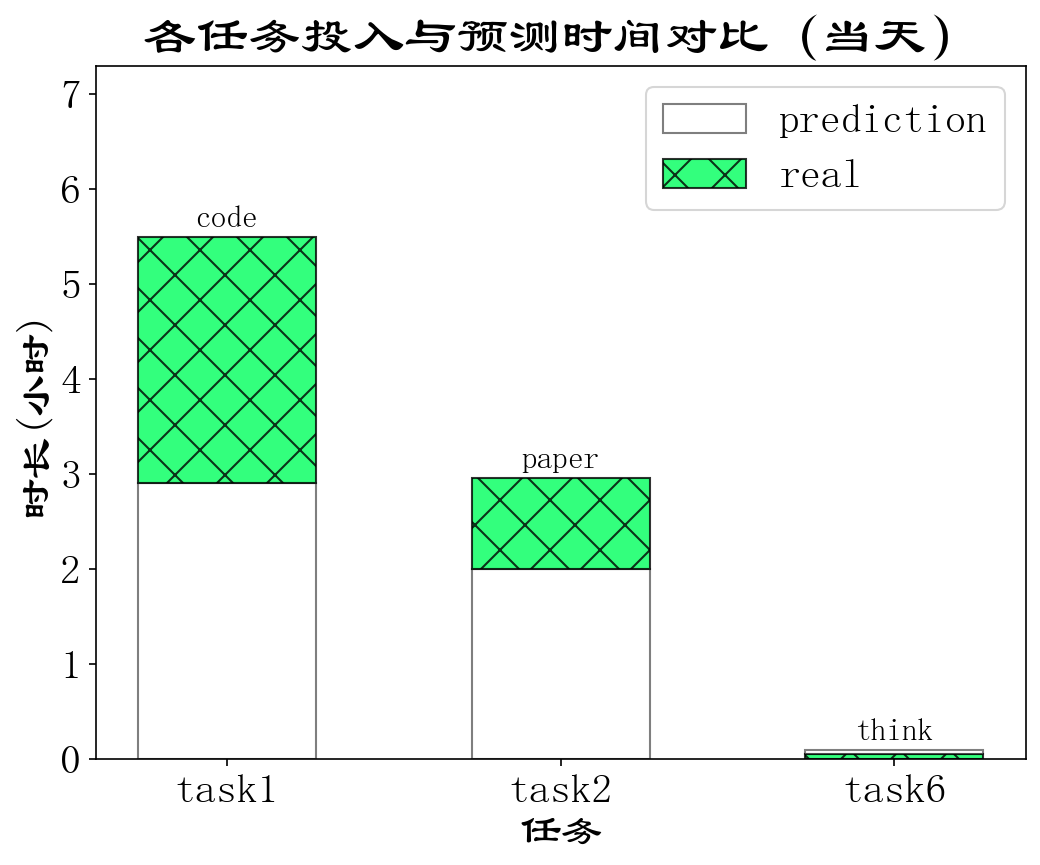 各任务投入与预测时间对比 (当天)
prediction
real
code
paper
think
7
6
5
4
3
2
1
0
时长(小时)
task1
task2
task6
任务